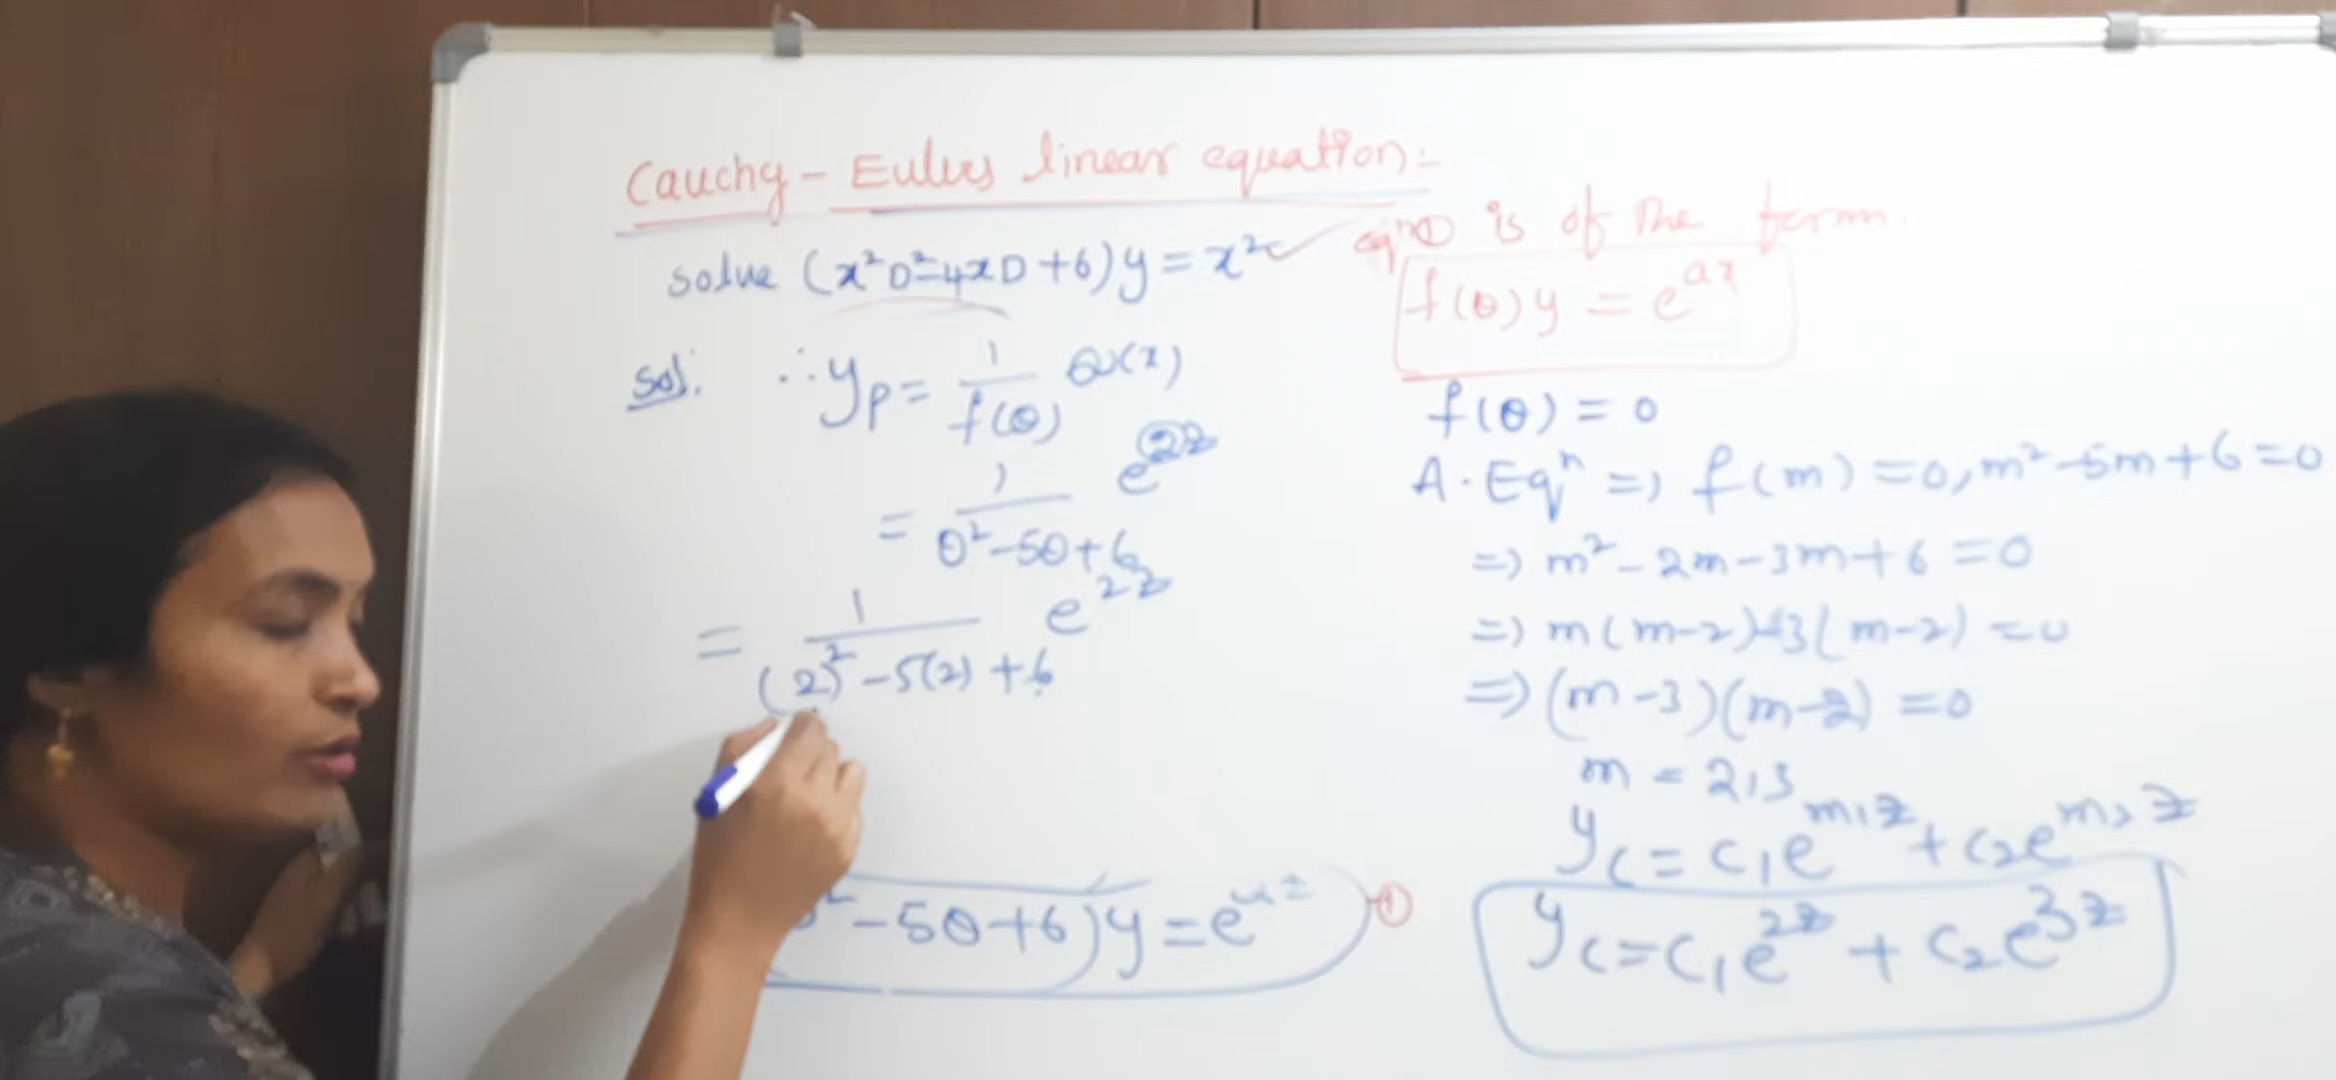 Cauchy - Eulers linear equation:-
solve (x²D²-4xD+6)y = x²
eqⁿ① is of the form.
f(θ)y = e^{ax}
Sol. ∴ y_p = 1/f(θ) Q(x)
= 1/(θ²-5θ+6) e^{2z}
= 1/((2)²-5(2)+6) e^{2z}
²-5θ+6)y = e ①
f(θ) = 0
A. Eqⁿ => f(m) = 0, m²-5m+6=0
=> m²-2m-3m+6=0
=> m(m-2)-3(m-2)=0
=> (m-3)(m-2)=0
m = 2,3
y_c = c₁e^{m₁z} + c₂e^{m₂z}
y_c = c₁e^{2z} + c₂e^{3z}